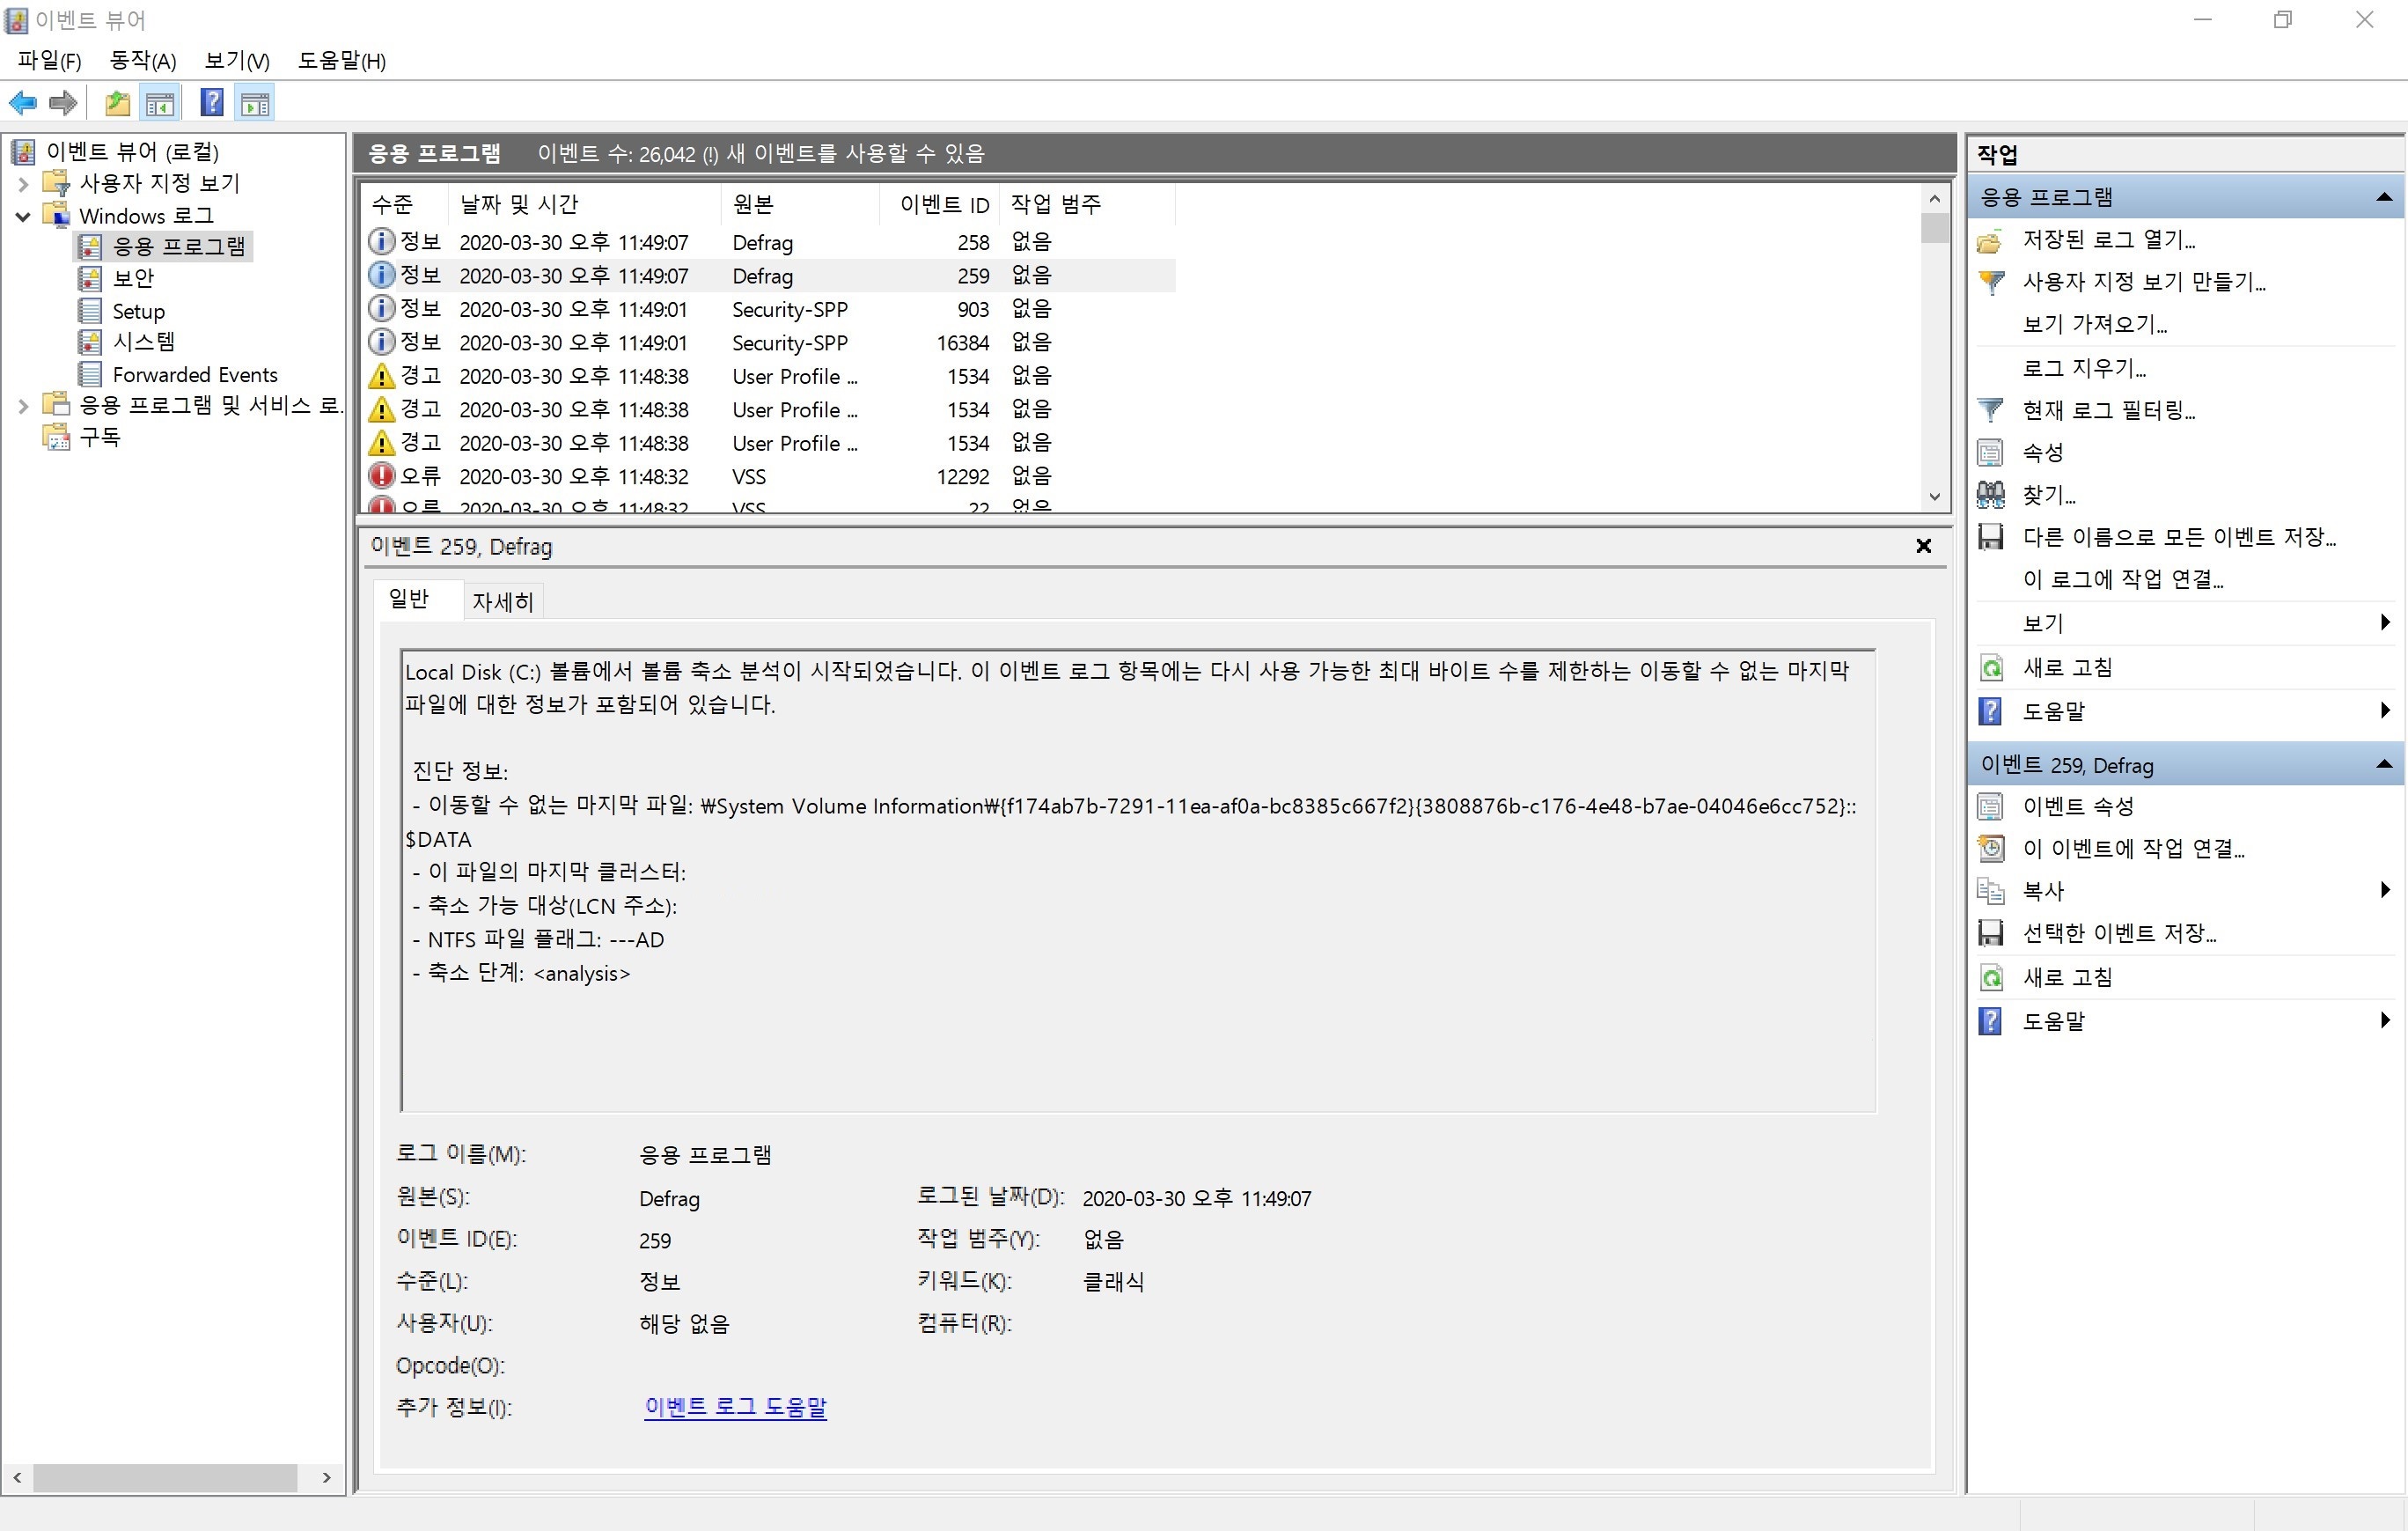 이벤트 뷰어
파일(F) 동작(A) 보기(V) 도움말(H)
이벤트 뷰어 (로컬)
사용자 지정 보기
Windows 로그
응용 프로그램
보안
Setup
시스템
Forwarded Events
응용 프로그램 및 서비스 로
구독
응용 프로그램 이벤트 수: 26,042 (!) 새 이벤트를 사용할 수 있음
수준 날짜 및 시간 원본 이벤트 ID 작업 범주
정보 2020-03-30 오후 11:49:07 Defrag 258 없음
정보 2020-03-30 오후 11:49:07 Defrag 259 없음
정보 2020-03-30 오후 11:49:01 Security-SPP 903 없음
정보 2020-03-30 오후 11:49:01 Security-SPP 16384 없음
경고 2020-03-30 오후 11:48:38 User Profile ... 1534 없음
경고 2020-03-30 오후 11:48:38 User Profile ... 1534 없음
경고 2020-03-30 오후 11:48:38 User Profile ... 1534 없음
오류 2020-03-30 오후 11:48:32 VSS 12292 없음
오류 2020-03-30 오후 11:48:32 VSS 22 없음
이벤트 259, Defrag
일반 자세히
Local Disk (C:) 볼륨에서 볼륨 축소 분석이 시작되었습니다. 이 이벤트 로그 항목에는 다시 사용 가능한 최대 바이트 수를 제한하는 이동할 수 없는 마지막
파일에 대한 정보가 포함되어 있습니다.
진단 정보:
- 이동할 수 없는 마지막 파일: ₩System Volume Information₩{f174ab7b-7291-11ea-af0a-bc8385c667f2}{3808876b-c176-4e48-b7ae-04046e6cc752}::
$DATA
- 이 파일의 마지막 클러스터:
- 축소 가능 대상(LCN 주소):
- NTFS 파일 플래그: ---AD
- 축소 단계: <analysis>
로그 이름(M): 응용 프로그램
원본(S): Defrag 로그된 날짜(D): 2020-03-30 오후 11:49:07
이벤트 ID(E): 259 작업 범주(Y): 없음
수준(L): 정보 키워드(K): 클래식
사용자(U): 해당 없음 컴퓨터(R):
Opcode(O):
추가 정보(I): 이벤트 로그 도움말
작업
응용 프로그램
저장된 로그 열기...
사용자 지정 보기 만들기...
보기 가져오기...
로그 지우기...
현재 로그 필터링...
속성
찾기...
다른 이름으로 모든 이벤트 저장...
이 로그에 작업 연결...
보기
새로 고침
도움말
이벤트 259, Defrag
이벤트 속성
이 이벤트에 작업 연결...
복사
선택한 이벤트 저장...
새로 고침
도움말